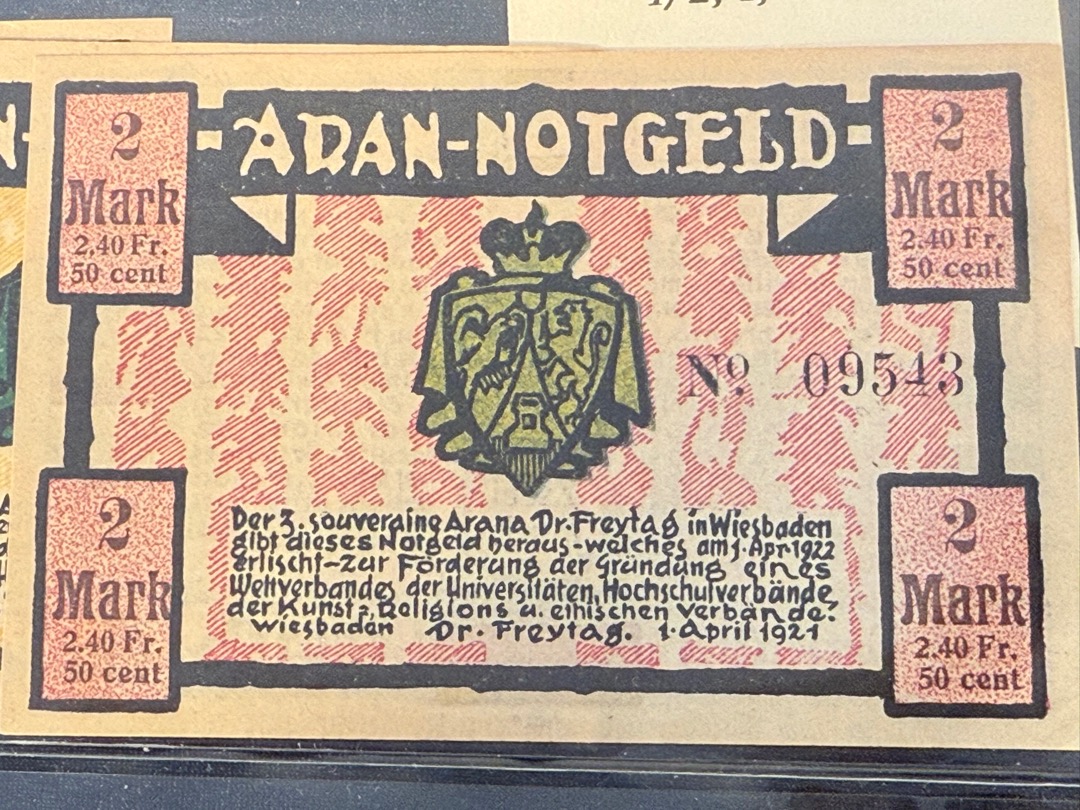 2
Mark
2.40 Fr.
50 cent
ADAN-NOTGELD
2
Mark
2.40 Fr.
50 cent
No 09543
Der 3. souveraine Arana Dr. Freytag in Wiesbaden
gibt dieses Notgeld heraus-welches am 1. Apr. 1922
erlischt-zur Förderung der Gründung eines
Weltverbandes der Universitäten, Hochschulverbände,
der Kunst-, Religions u. ethischen Verbände.
Wiesbaden Dr. Freytag. 1. April 1921
2
Mark
2.40 Fr.
50 cent
2
Mark
2.40 Fr.
50 cent